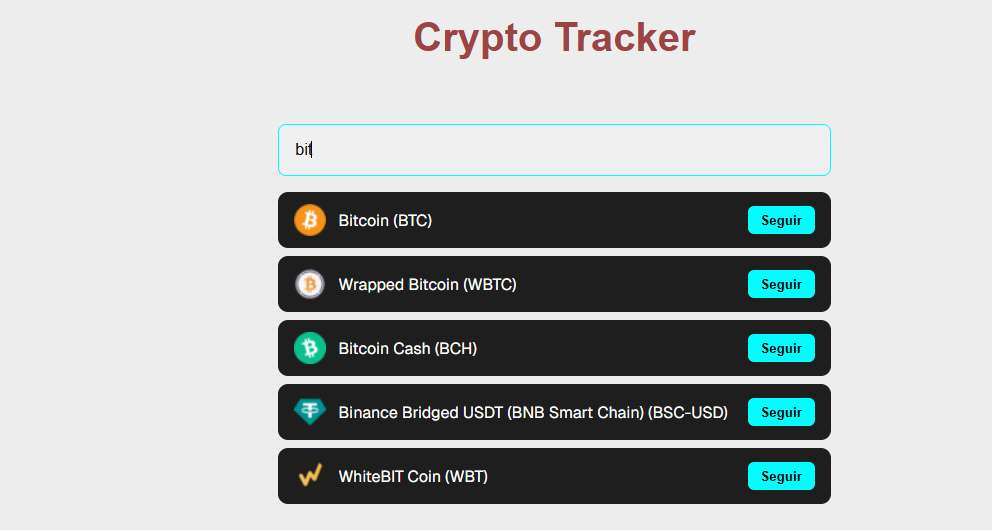 Crypto Tracker
bit
Bitcoin (BTC) Seguir
Wrapped Bitcoin (WBTC) Seguir
Bitcoin Cash (BCH) Seguir
Binance Bridged USDT (BNB Smart Chain) (BSC-USD) Seguir
WhiteBIT Coin (WBT) Seguir